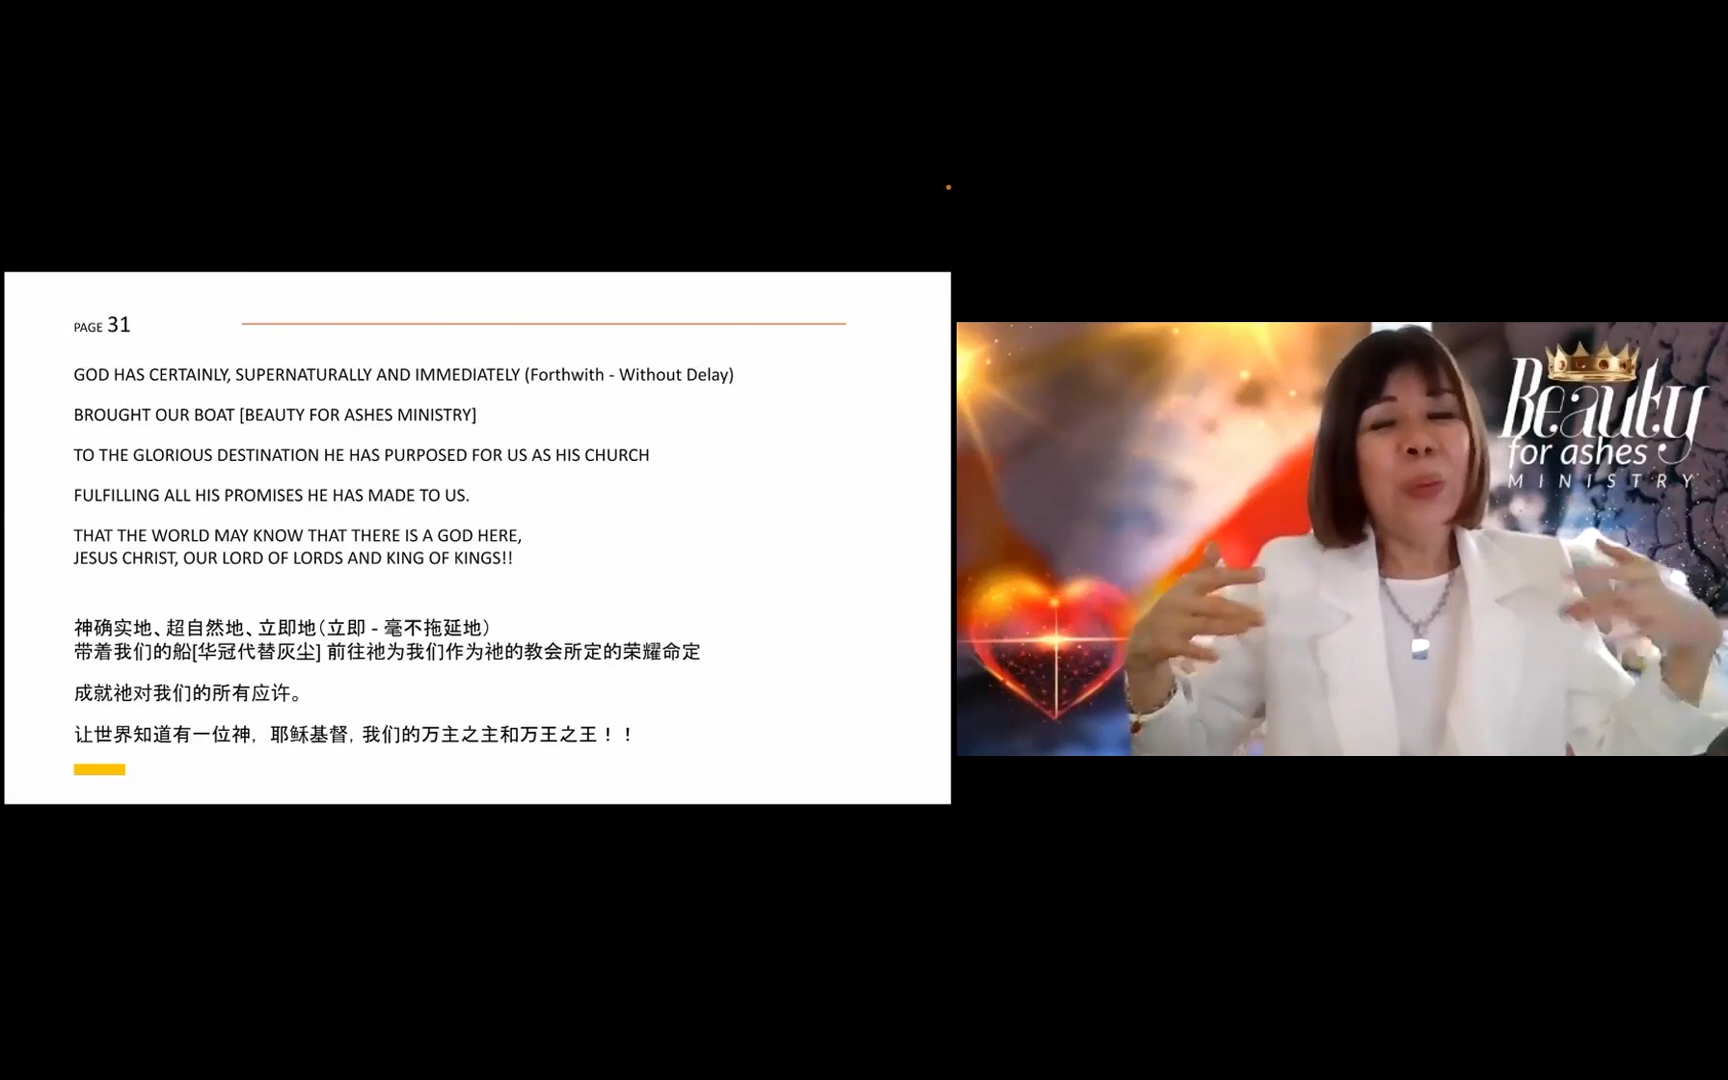 PAGE 31
GOD HAS CERTAINLY, SUPERNATURALLY AND IMMEDIATELY (Forthwith - Without Delay)
BROUGHT OUR BOAT [BEAUTY FOR ASHES MINISTRY]
TO THE GLORIOUS DESTINATION HE HAS PURPOSED FOR US AS HIS CHURCH
FULFILLING ALL HIS PROMISES HE HAS MADE TO US.
THAT THE WORLD MAY KNOW THAT THERE IS A GOD HERE,
JESUS CHRIST, OUR LORD OF LORDS AND KING OF KINGS!!
神确实地、超自然地、立即地（立即 - 毫不拖延地）
带着我们的船[华冠代替灰尘] 前往祂为我们作为祂的教会所定的荣耀命定
成就祂对我们的所有应许。
让世界知道有一位神，耶稣基督, 我们的万主之主和万王之王！！
Beauty
for ashes
MINISTRY